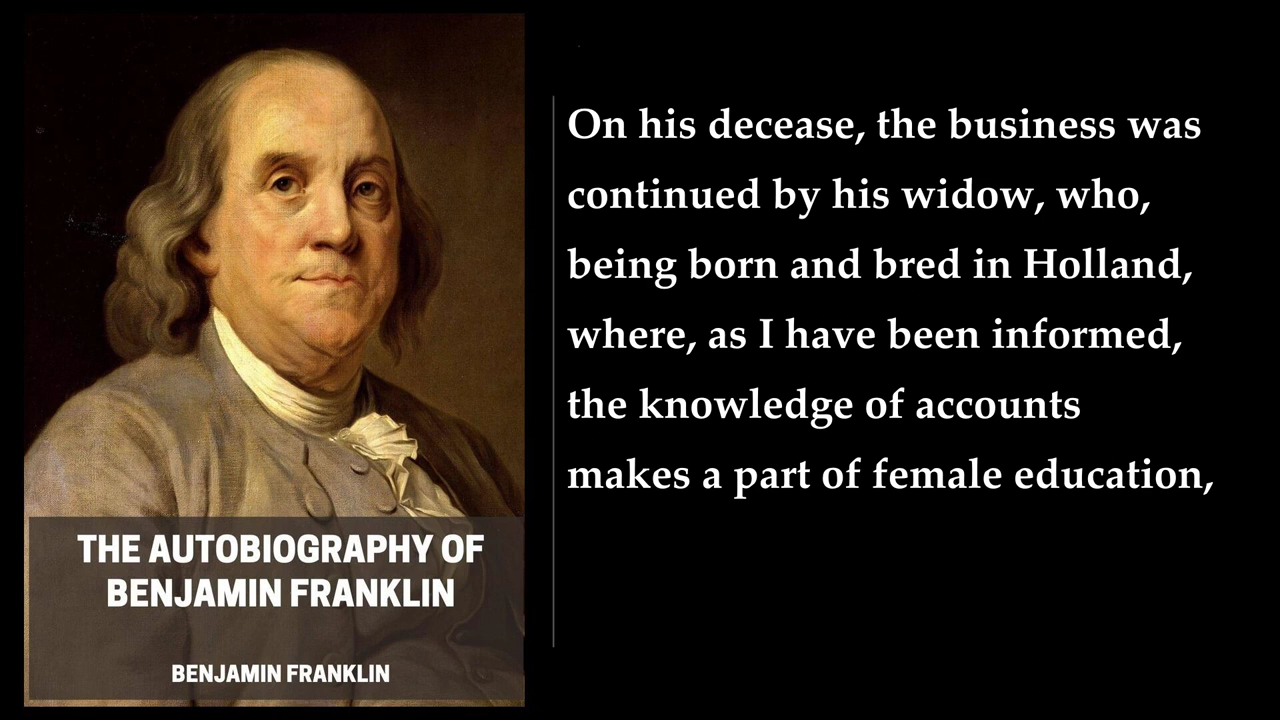 THE AUTOBIOGRAPHY OF
BENJAMIN FRANKLIN
BENJAMIN FRANKLIN
On his decease, the business was
continued by his widow, who,
being born and bred in Holland,
where, as I have been informed,
the knowledge of accounts
makes a part of female education,